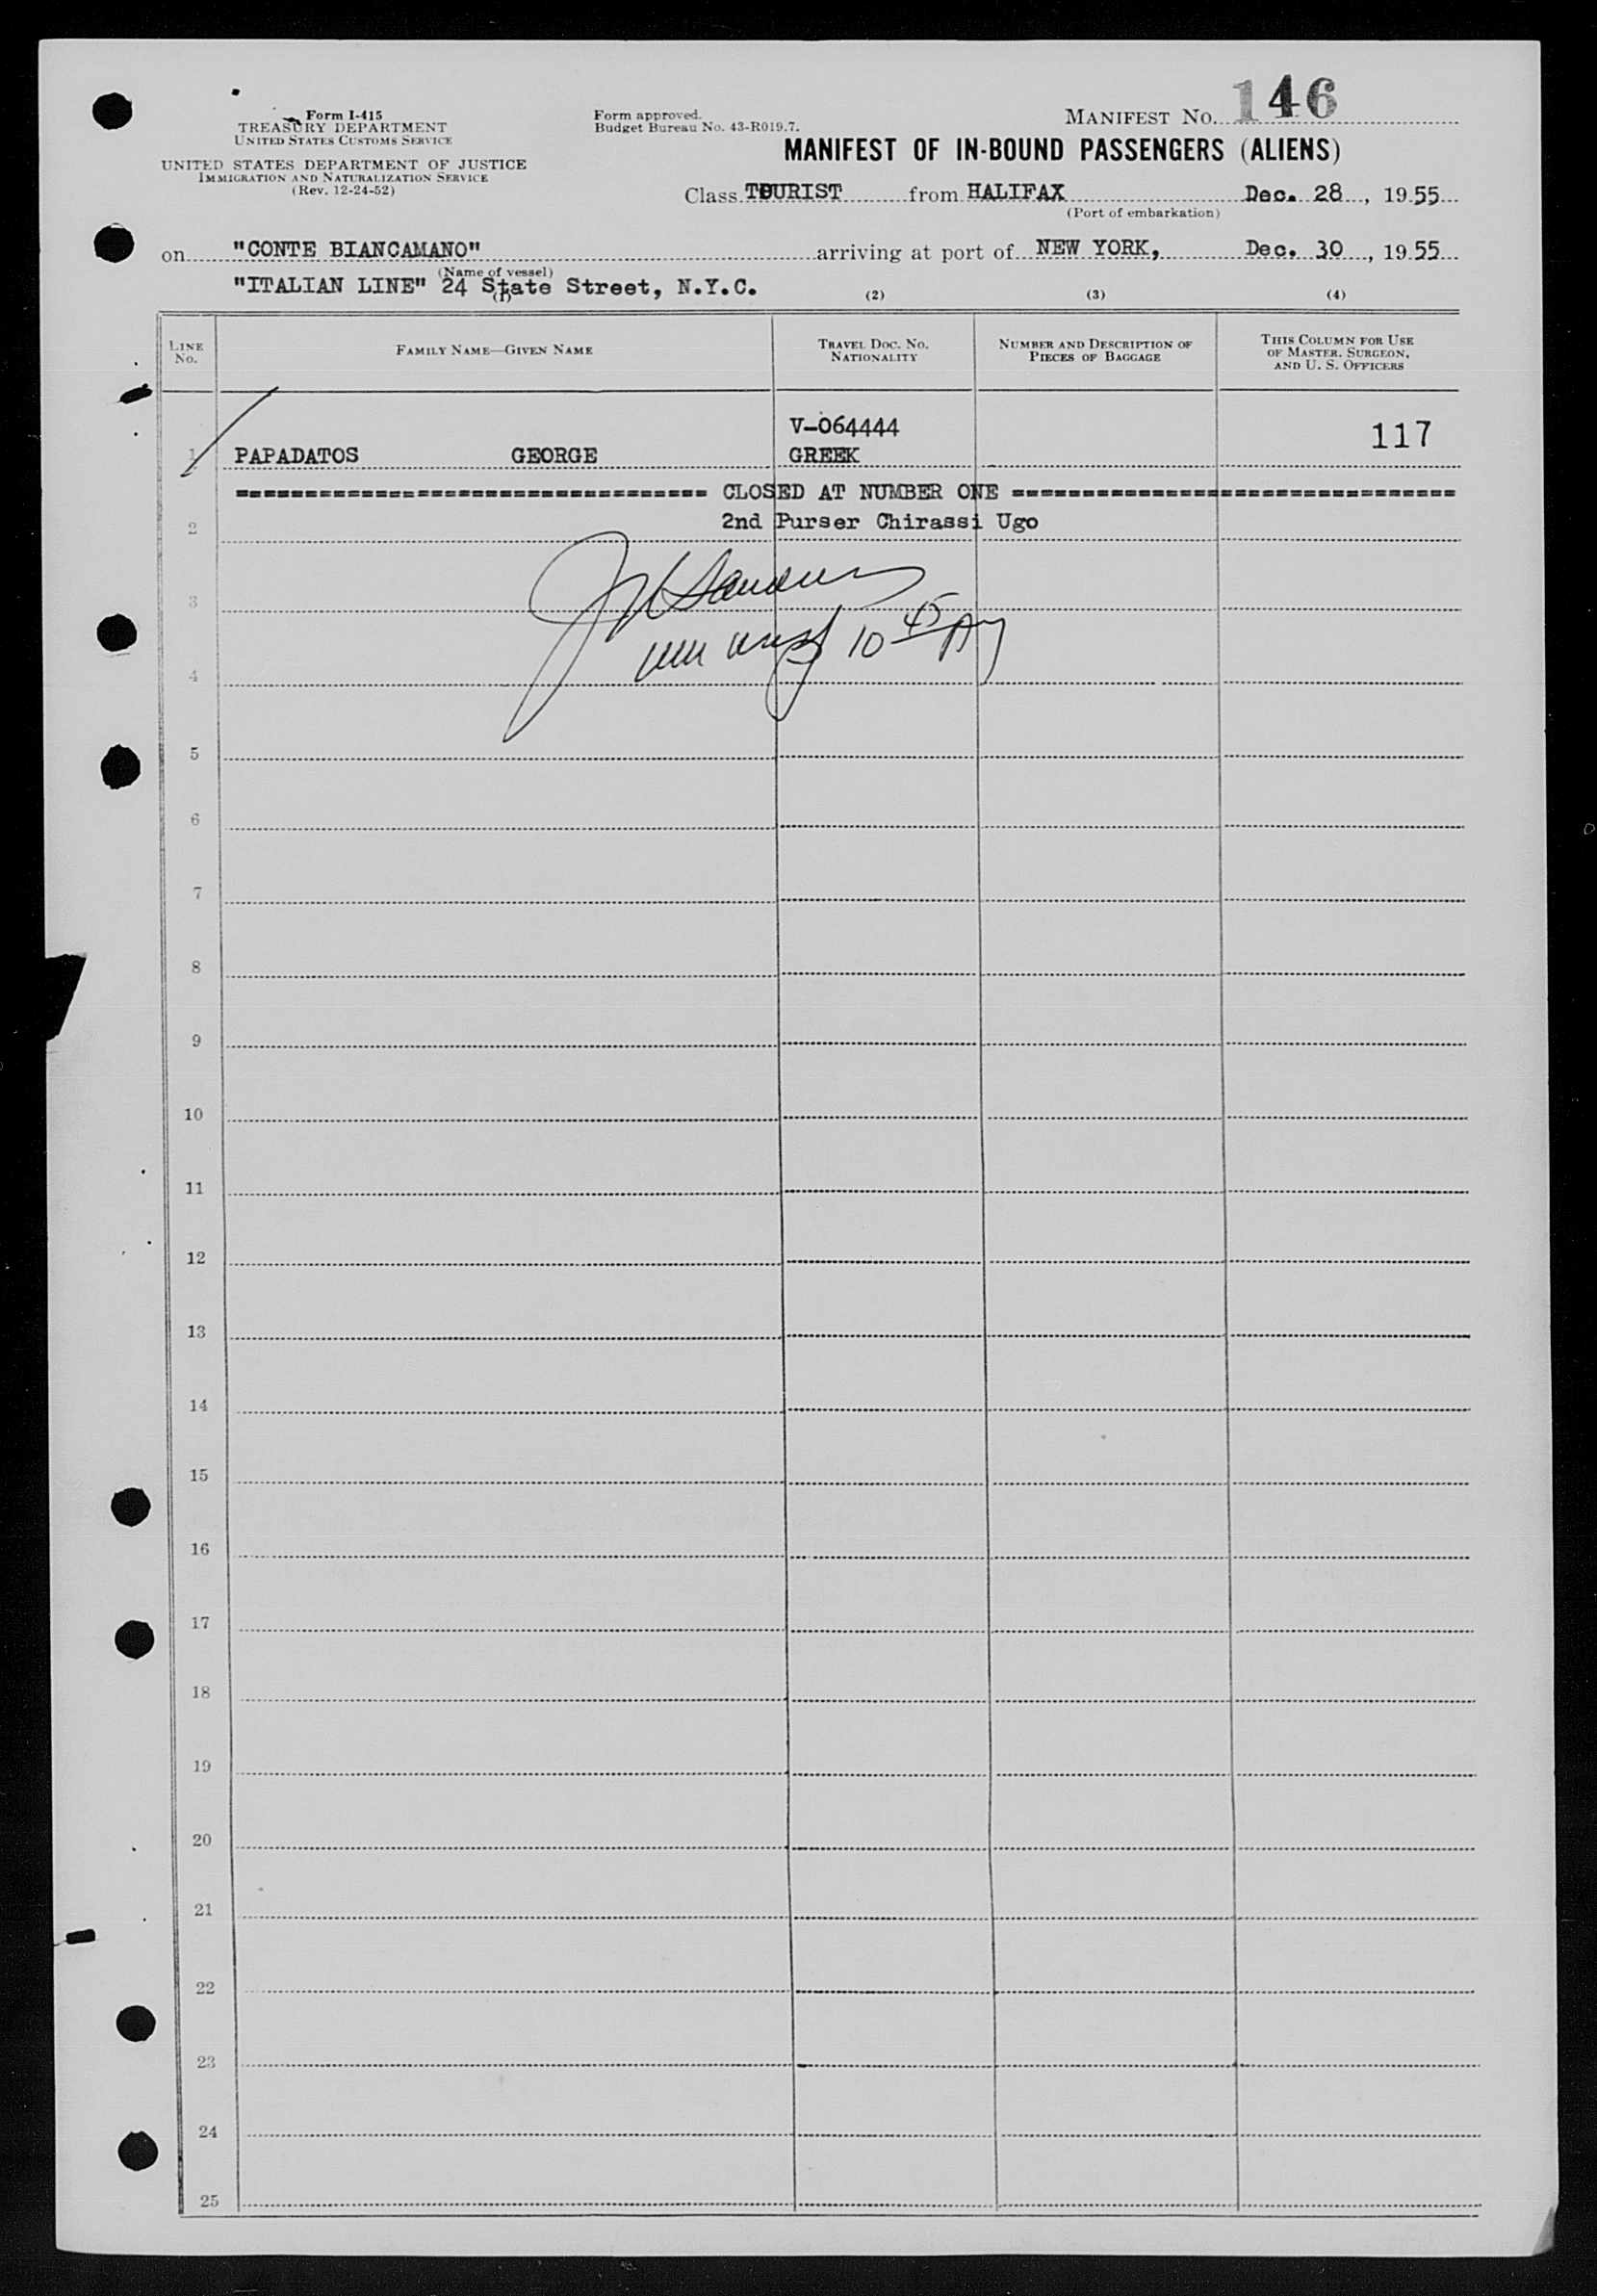 Form I-415
TREASURY DEPARTMENT
UNITED STATES CUSTOMS SERVICE
UNITED STATES DEPARTMENT OF JUSTICE
IMMIGRATION AND NATURALIZATION SERVICE
(Rev. 12-24-52)
Form approved.
Budget Bureau No. 43-R019.7.
MANIFEST No. 146
MANIFEST OF IN-BOUND PASSENGERS (ALIENS)
Class TOURIST from HALIFAX Dec. 28, 1955
(Port of embarkation)
on "CONTE BIANCAMANO" arriving at port of NEW YORK, Dec. 30, 1955
(Name of vessel)
"ITALIAN LINE" 24 State Street, N.Y.C.
(1) (2) (3) (4)
LINE No. FAMILY NAME—GIVEN NAME TRAVEL DOC. NO. NATIONALITY NUMBER AND DESCRIPTION OF PIECES OF BAGGAGE THIS COLUMN FOR USE OF MASTER, SURGEON, AND U. S. OFFICERS
V-064444 117
1 PAPADATOS GEORGE GREEK
CLOSED AT NUMBER ONE
2 2nd Purser Chirassi Ugo
3
10 45 A
4
5
6
7
8
9
10
11
12
13
14
15
16
17
18
19
20
21
22
23
24
25